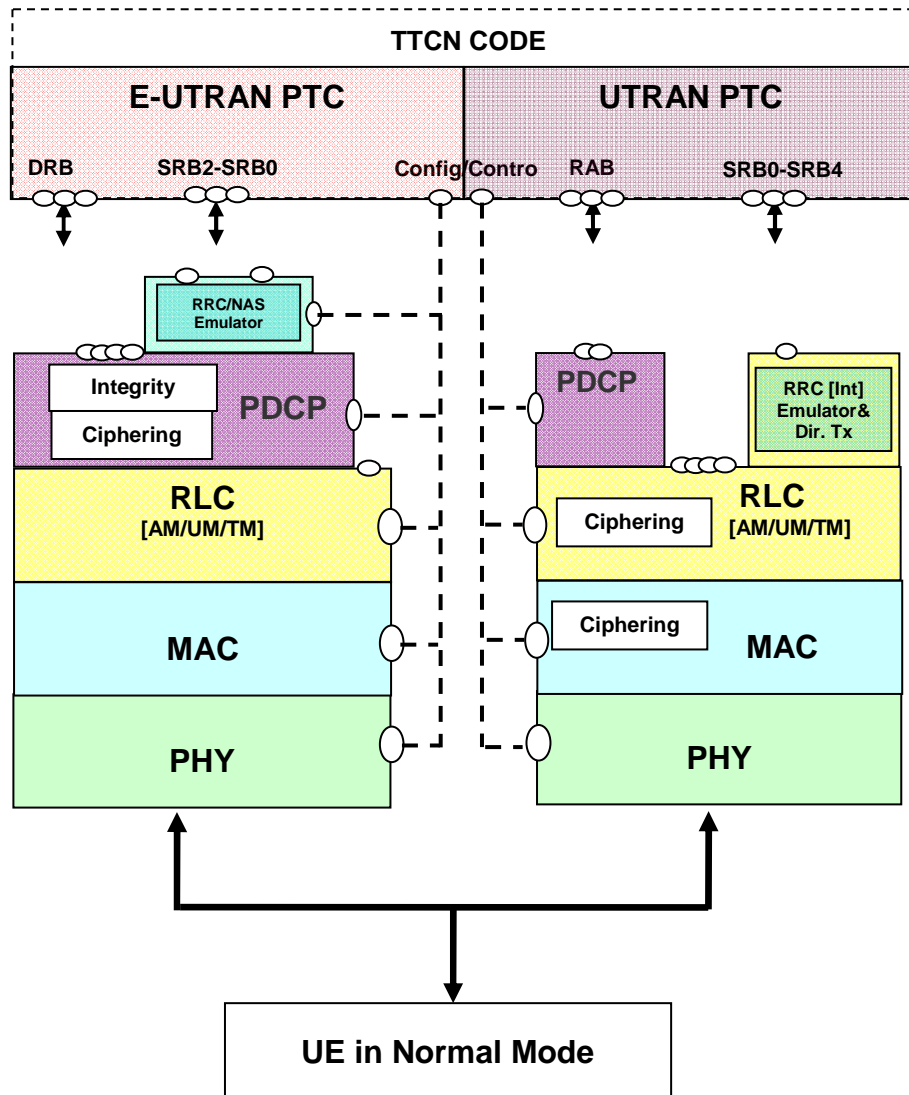 TTCN CODE
E-UTRAN PTC
UTRAN PTC
DRB
SRB2-SRB0
Config/Contro
RAB
SRB0-SRB4
RRC/NAS
Emulator
Integrity
Ciphering
PDCP
RLC
[AM/UM/TM]
MAC
PHY
PDCP
RRC [Int]
Emulator&
Dir. Tx
Ciphering
RLC
[AM/UM/TM]
Ciphering
MAC
PHY
UE in Normal Mode